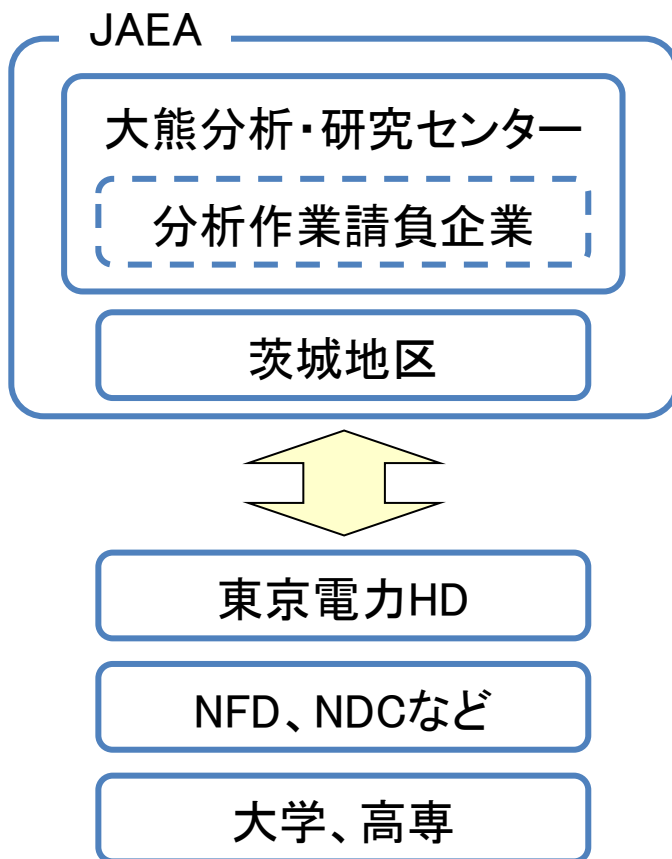 JAEA
大熊分析・研究センター
分析作業請負企業
茨城地区
東京電力HD
NFD、NDCなど
大学、高専